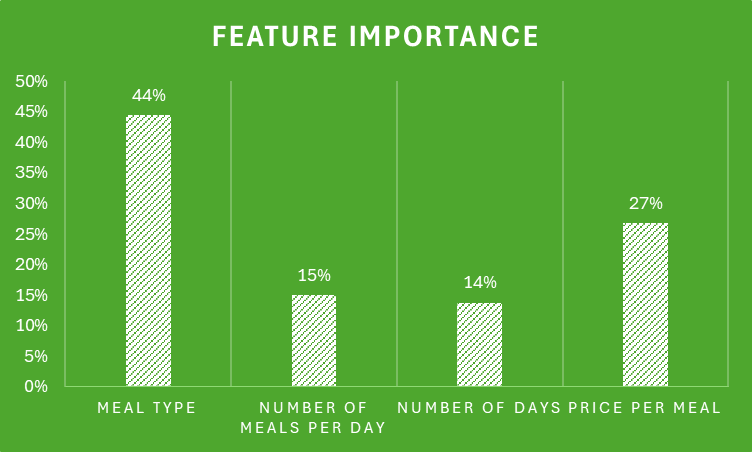 FEATURE IMPORTANCE
50%
45%
40%
35%
30%
25%
20%
15%
10%
5%
0%
44%
15%
14%
27%
MEAL TYPE
NUMBER OF
MEALS PER DAY
NUMBER OF DAYS
PRICE PER MEAL